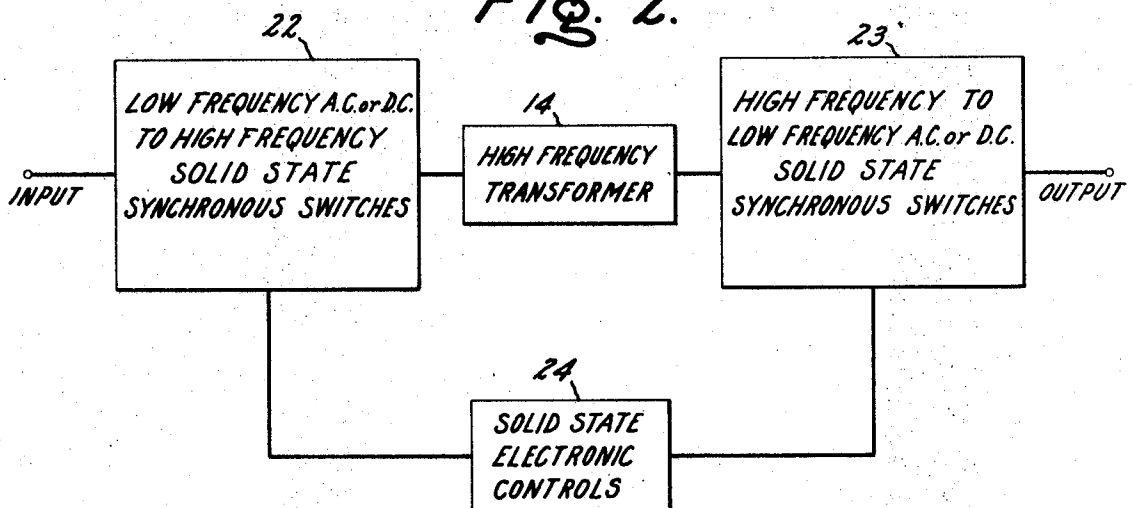 Fig. 2.
22
LOW FREQUENCY A.C. or D.C.
TO HIGH FREQUENCY
SOLID STATE
SYNCHRONOUS SWITCHES
14
HIGH FREQUENCY
TRANSFORMER
23
HIGH FREQUENCY TO
LOW FREQUENCY A.C. or D.C.
SOLID STATE
SYNCHRONOUS SWITCHES
INPUT
OUTPUT
24
SOLID STATE
ELECTRONIC
CONTROLS